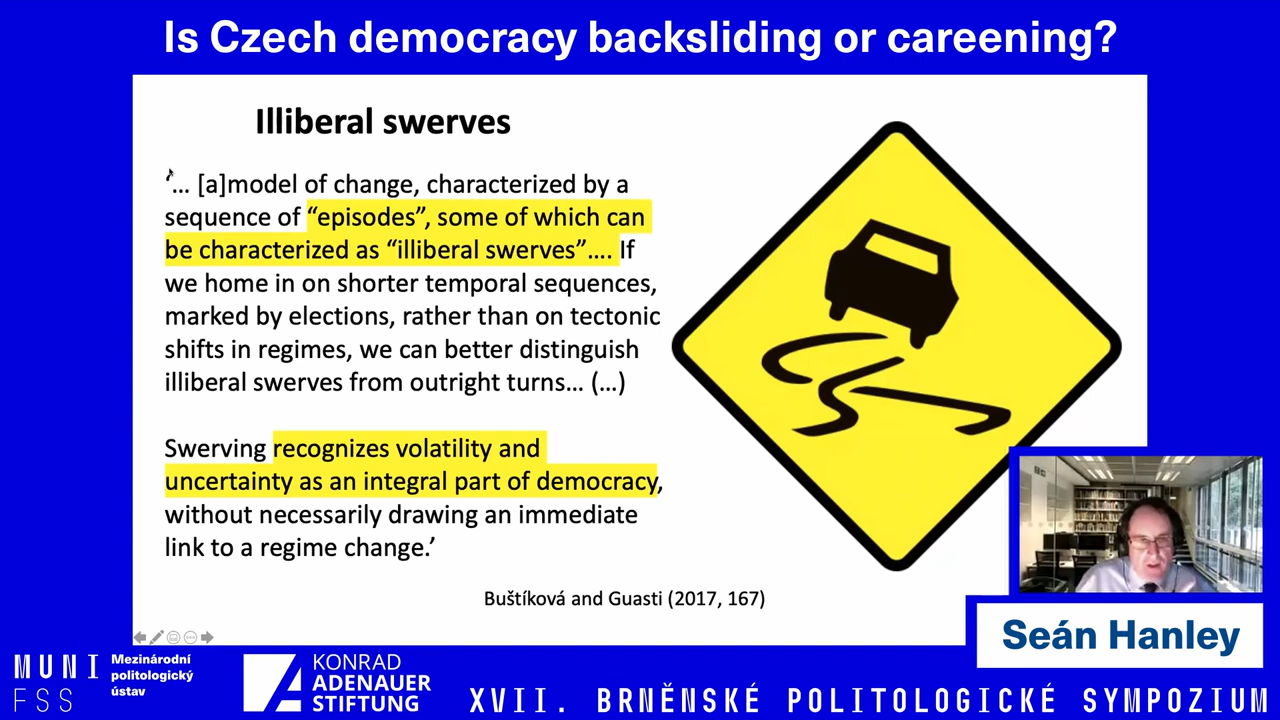 Is Czech democracy backsliding or careening?
Illiberal swerves
‘… [a]model of change, characterized by a
sequence of “episodes”, some of which can
be characterized as “illiberal swerves”…. If
we home in on shorter temporal sequences,
marked by elections, rather than on tectonic
shifts in regimes, we can better distinguish
illiberal swerves from outright turns… (…)
Swerving recognizes volatility and
uncertainty as an integral part of democracy,
without necessarily drawing an immediate
link to a regime change.’
Buštíková and Guasti (2017, 167)
Seán Hanley
MUNI
FSS
Mezinárodní
politologický
ústav
KONRAD
ADENAUER
STIFTUNG
XVII. BRNĚNSKÉ POLITOLOGICKÉ SYMPOZIUM